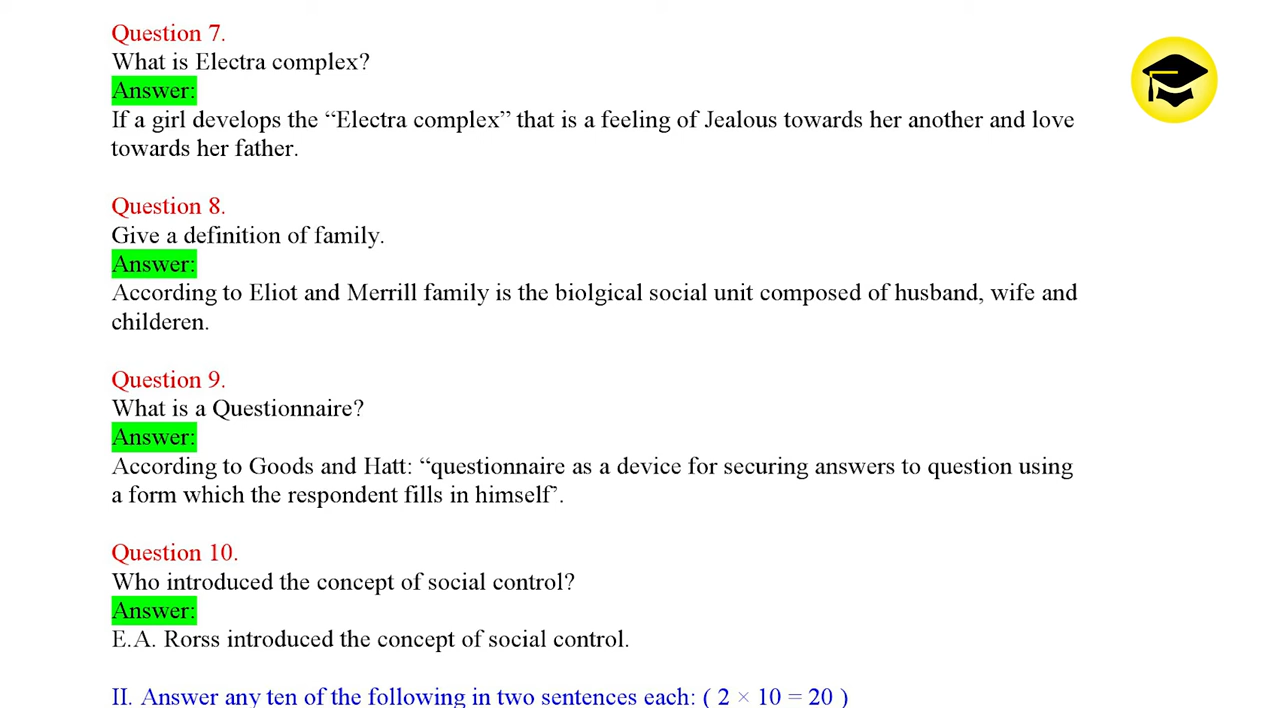 Question 7.
What is Electra complex?
Answer:
If a girl develops the “Electra complex” that is a feeling of Jealous towards her another and love
towards her father.
Question 8.
Give a definition of family.
Answer:
According to Eliot and Merrill family is the biolgical social unit composed of husband, wife and
childeren.
Question 9.
What is a Questionnaire?
Answer:
According to Goods and Hatt: “questionnaire as a device for securing answers to question using
a form which the respondent fills in himself’.
Question 10.
Who introduced the concept of social control?
Answer:
E.A. Rorss introduced the concept of social control.
II. Answer any ten of the following in two sentences each: ( 2 × 10 = 20 )